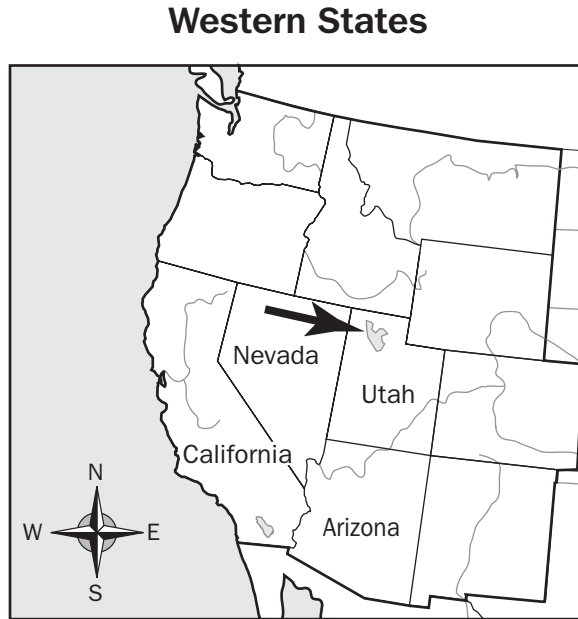 Western States
Nevada
Utah
California
Arizona
N
W
E
S